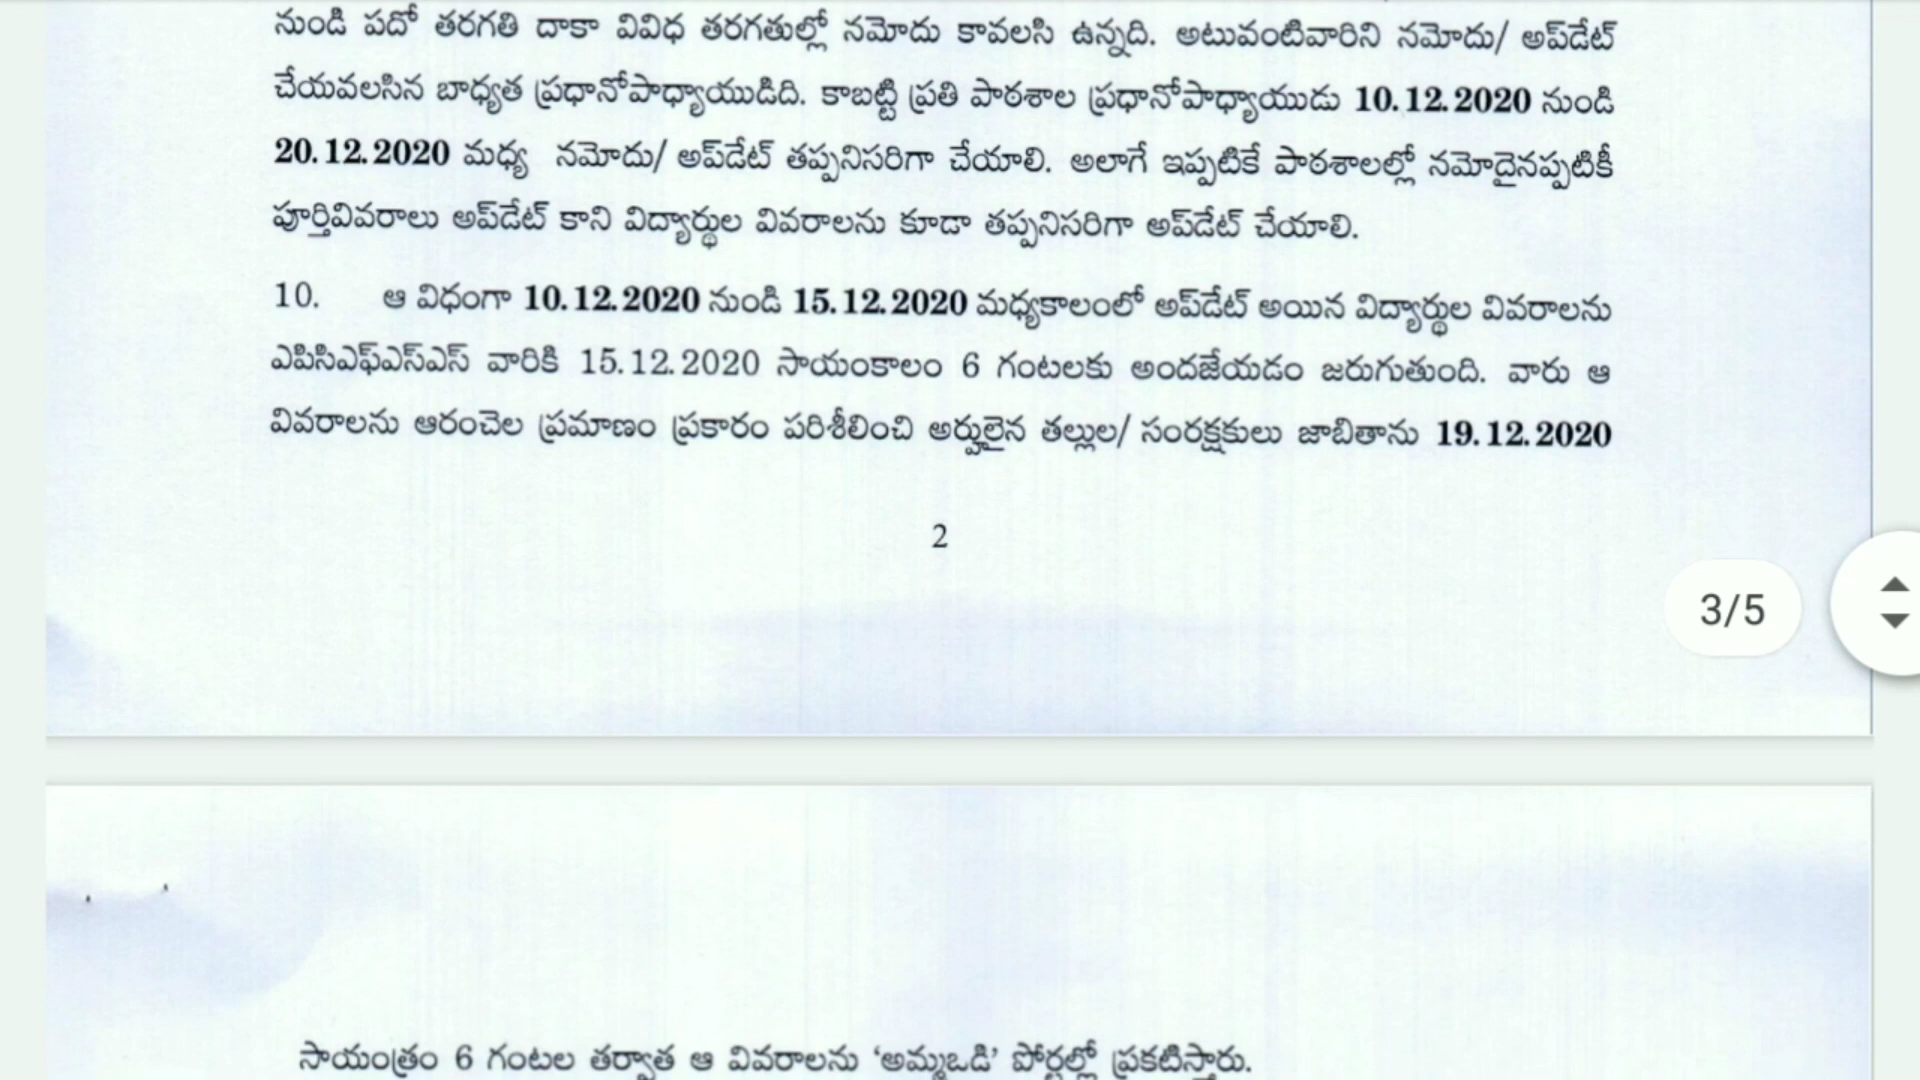 నుండి పదో తరగతి దాకా వివిధ తరగతుల్లో నమోదు కావలసి ఉన్నది. అటువంటివారిని నమోదు/ అప్‌డేట్
చేయవలసిన బాధ్యత ప్రధానోపాధ్యాయుడిది. కాబట్టి ప్రతి పాఠశాల ప్రధానోపాధ్యాయుడు 10.12.2020 నుండి
20.12.2020 మధ్య నమోదు/ అప్‌డేట్ తప్పనిసరిగా చేయాలి. అలాగే ఇప్పటికే పాఠశాలల్లో నమోదైనప్పటికీ
పూర్తివివరాలు అప్‌డేట్ కాని విద్యార్థుల వివరాలను కూడా తప్పనిసరిగా అప్‌డేట్ చేయాలి.
10. ఆ విధంగా 10.12.2020 నుండి 15.12.2020 మధ్యకాలంలో అప్‌డేట్ అయిన విద్యార్థుల వివరాలను
ఎపిసిఎఫ్ఎస్ఎస్ వారికి 15.12.2020 సాయంకాలం 6 గంటలకు అందజేయడం జరుగుతుంది. వారు ఆ
వివరాలను ఆరంచెల ప్రమాణం ప్రకారం పరిశీలించి అర్హులైన తల్లుల/ సంరక్షకులు జాబితాను 19.12.2020
2
3/5
సాయంత్రం 6 గంటల తర్వాత ఆ వివరాలను ‘అమ్మఒడి’ పోర్టల్లో ప్రకటిస్తారు.